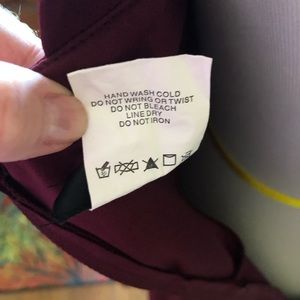 HAND WASH COLD
DO NOT WRING OR TWIST
DO NOT BLEACH
LINE DRY
DO NOT IRON